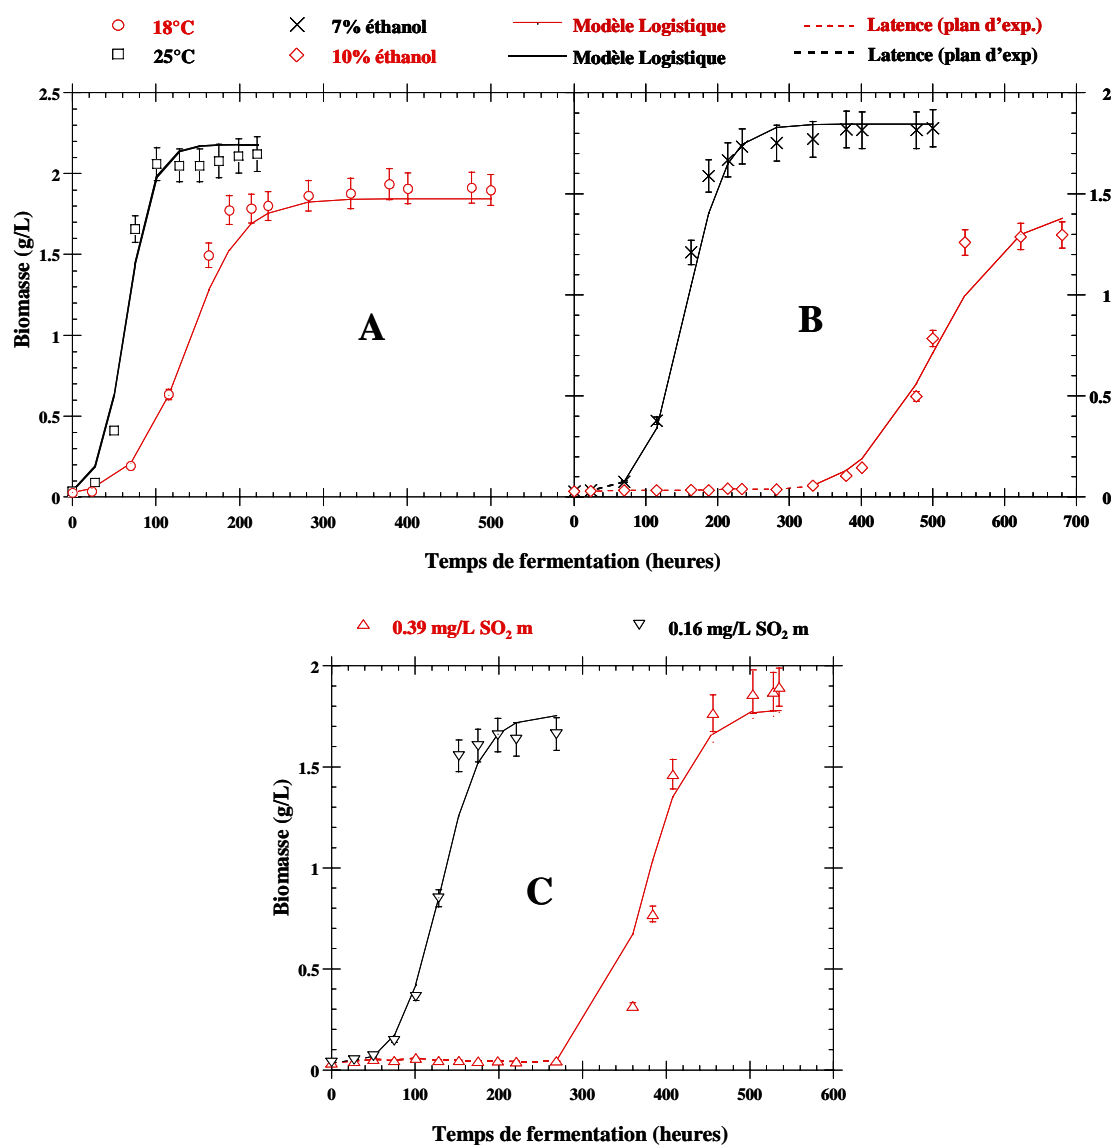 18°C 7% éthanol Modèle Logistique Latence (plan d'exp.)
25°C 10% éthanol Modèle Logistique Latence (plan d'exp)
2.5 2
2 1.5
1.5 1
1 0.5
0.5 0
0
Biomasse (g/L)
A
B
0 100 200 300 400 500 0 100 200 300 400 500 600 700
Temps de fermentation (heures)
0.39 mg/L SO₂ m 0.16 mg/L SO₂ m
2
1.5
1
0.5
0
Biomasse (g/L)
C
0 100 200 300 400 500 600
Temps de fermentation (heures)